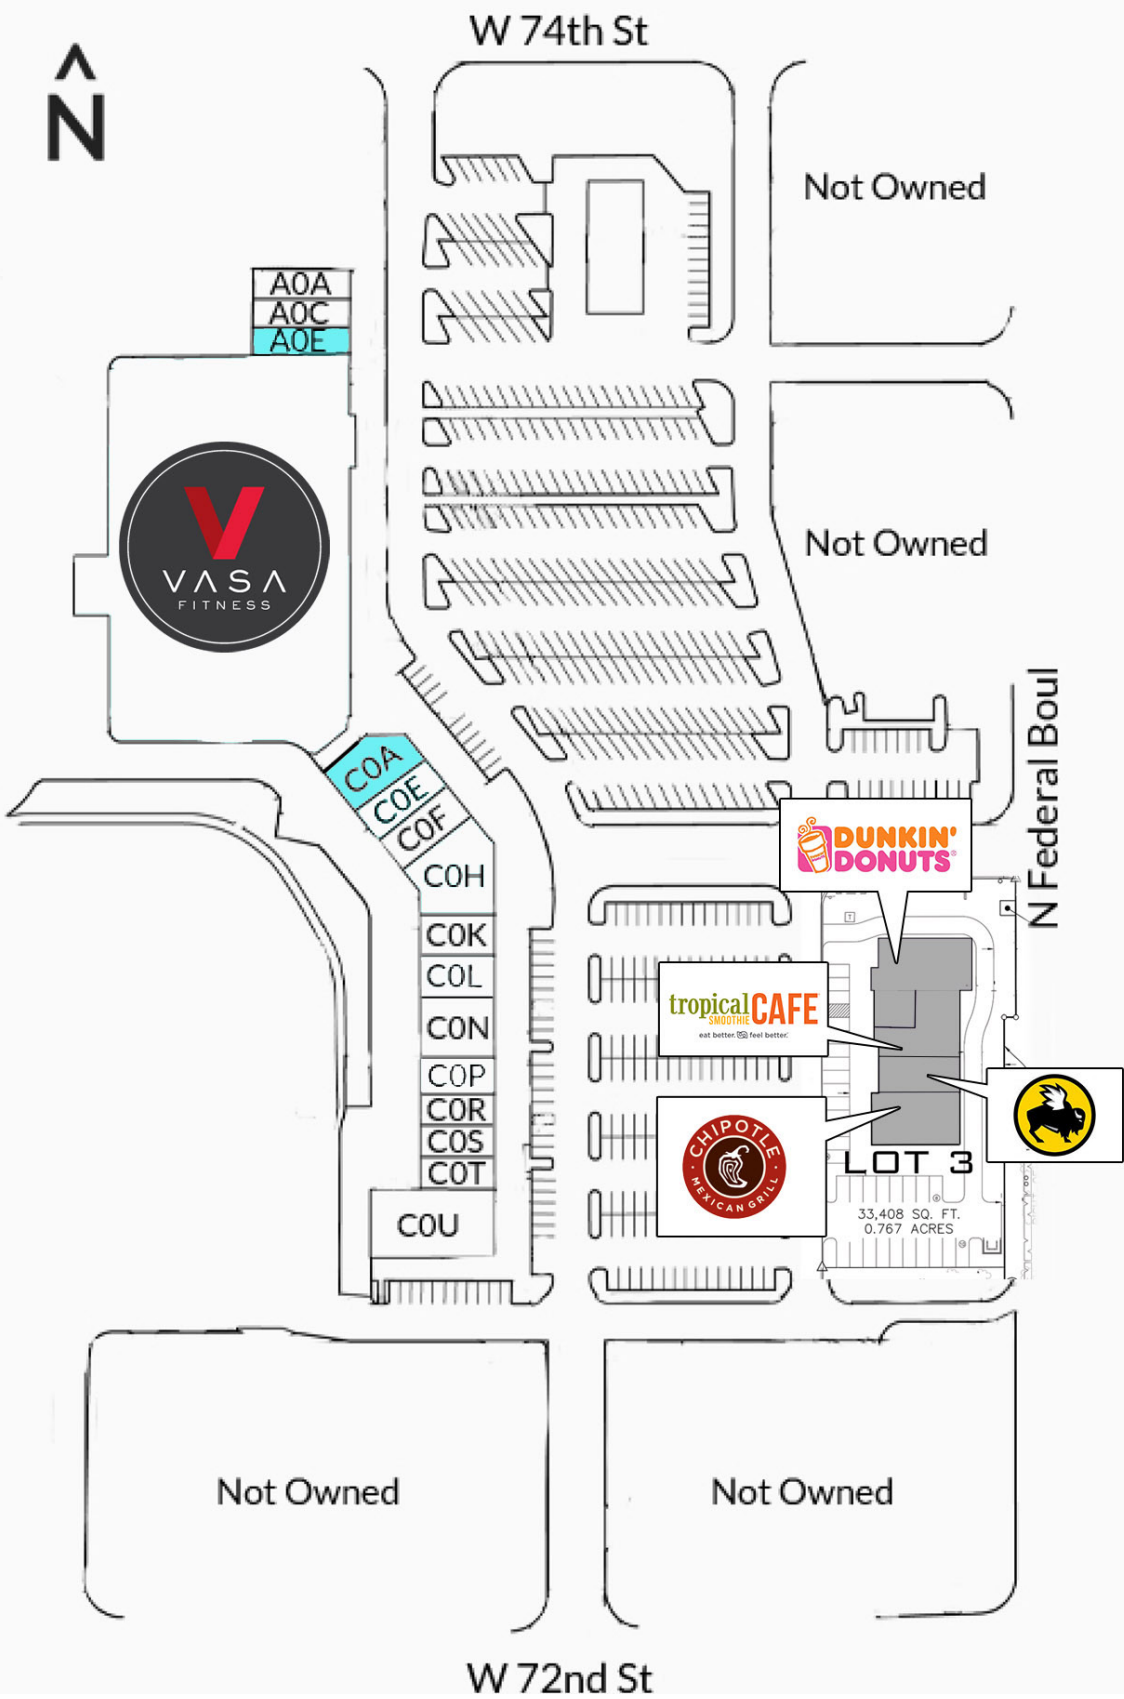 W 74th St
N
Not Owned
A0A
A0C
A0E
VASA
FITNESS
Not Owned
N Federal Boul
C0A
C0E
C0F
C0H
DUNKIN'
DONUTS
C0K
C0L
C0N
C0P
C0R
C0S
C0T
C0U
T
tropical CAFE
SMOOTHIE
eat better. feel better.
CHIPOTLE
MEXICAN GRILL
LOT 3
33,408 SQ. FT.
0.767 ACRES
Not Owned
Not Owned
W 72nd St